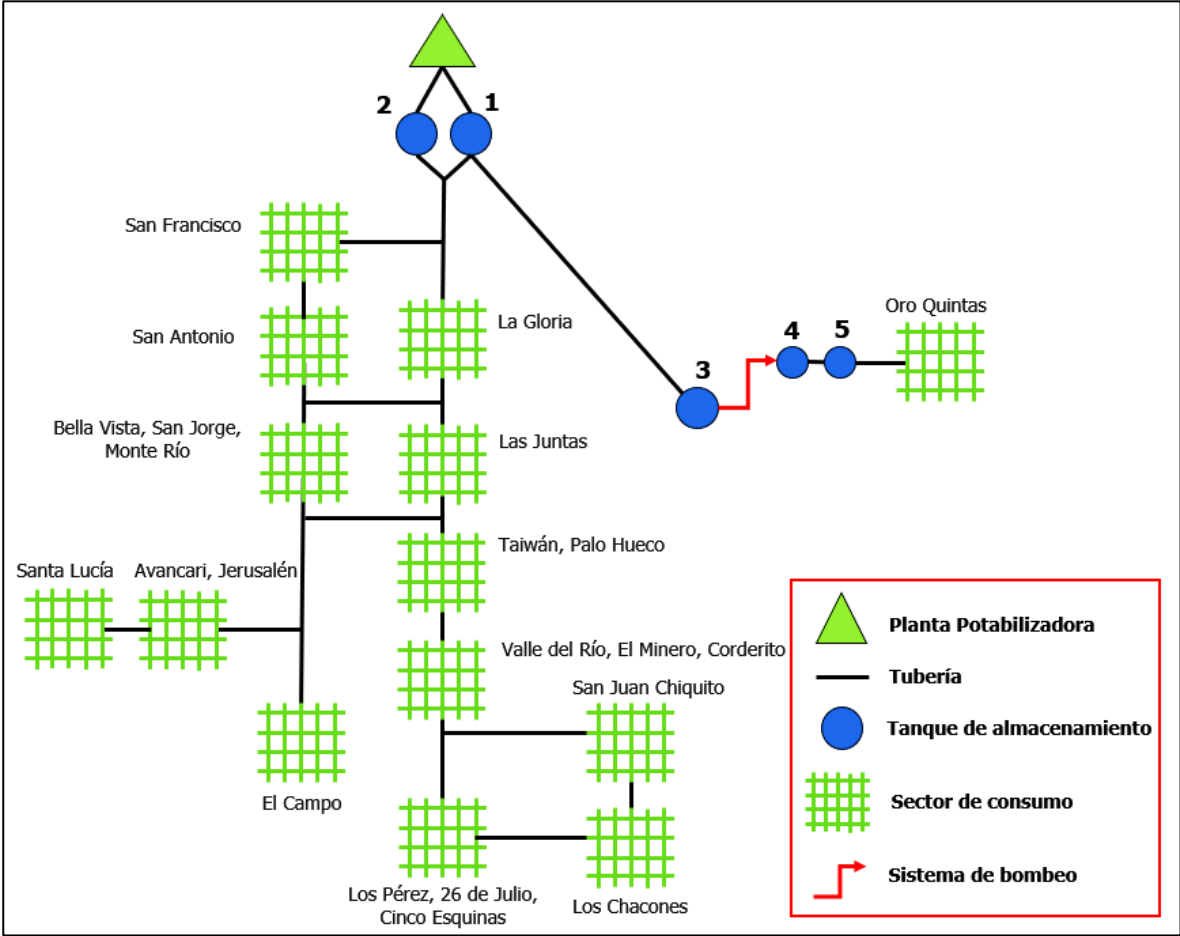 2
1
San Francisco
San Antonio
La Gloria
Oro Quintas
4
5
3
Bella Vista, San Jorge,
Monte Río
Las Juntas
Taiwán, Palo Hueco
Santa Lucía
Avancari, Jerusalén
Valle del Río, El Minero, Corderito
San Juan Chiquito
El Campo
Los Pérez, 26 de Julio,
Cinco Esquinas
Los Chacones
Planta Potabilizadora
Tubería
Tanque de almacenamiento
Sector de consumo
Sistema de bombeo